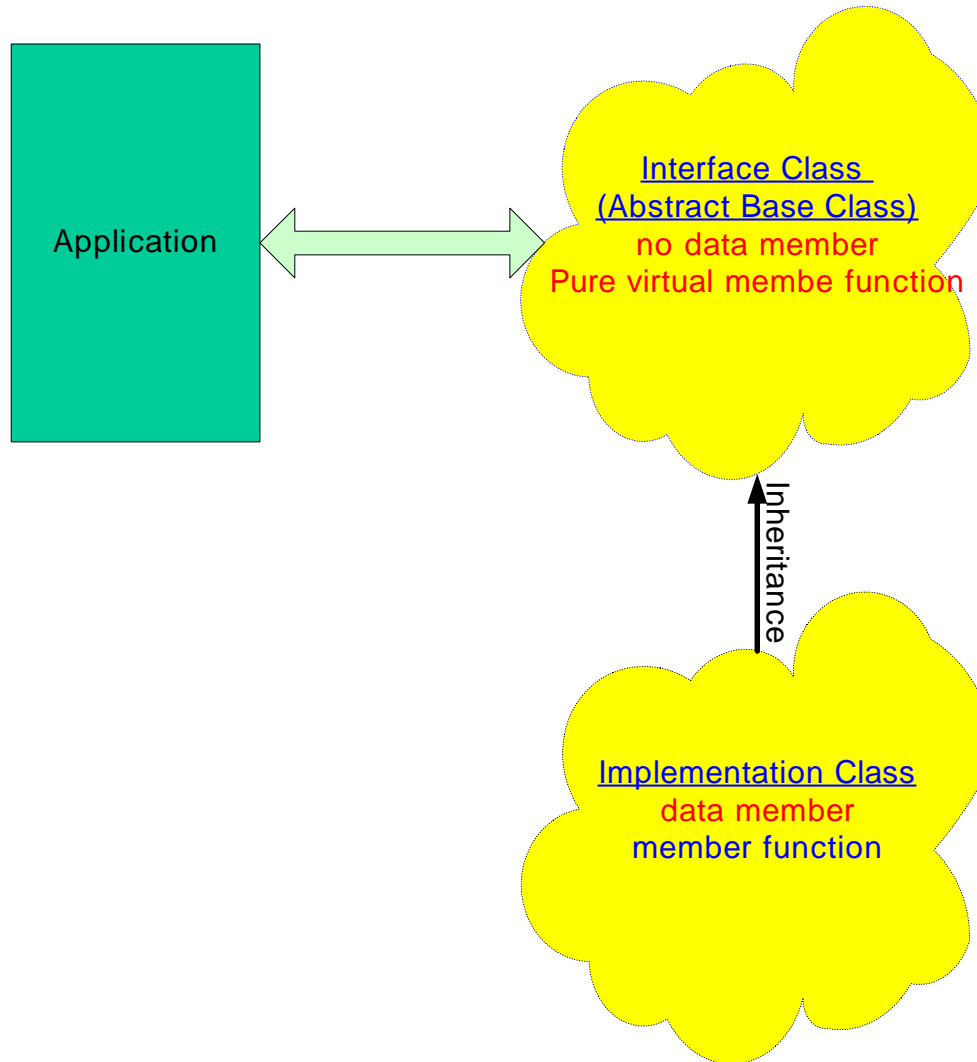 Application
Interface Class
(Abstract Base Class)
no data member
Pure virtual membe function
Inheritance
Implementation Class
data member
member function